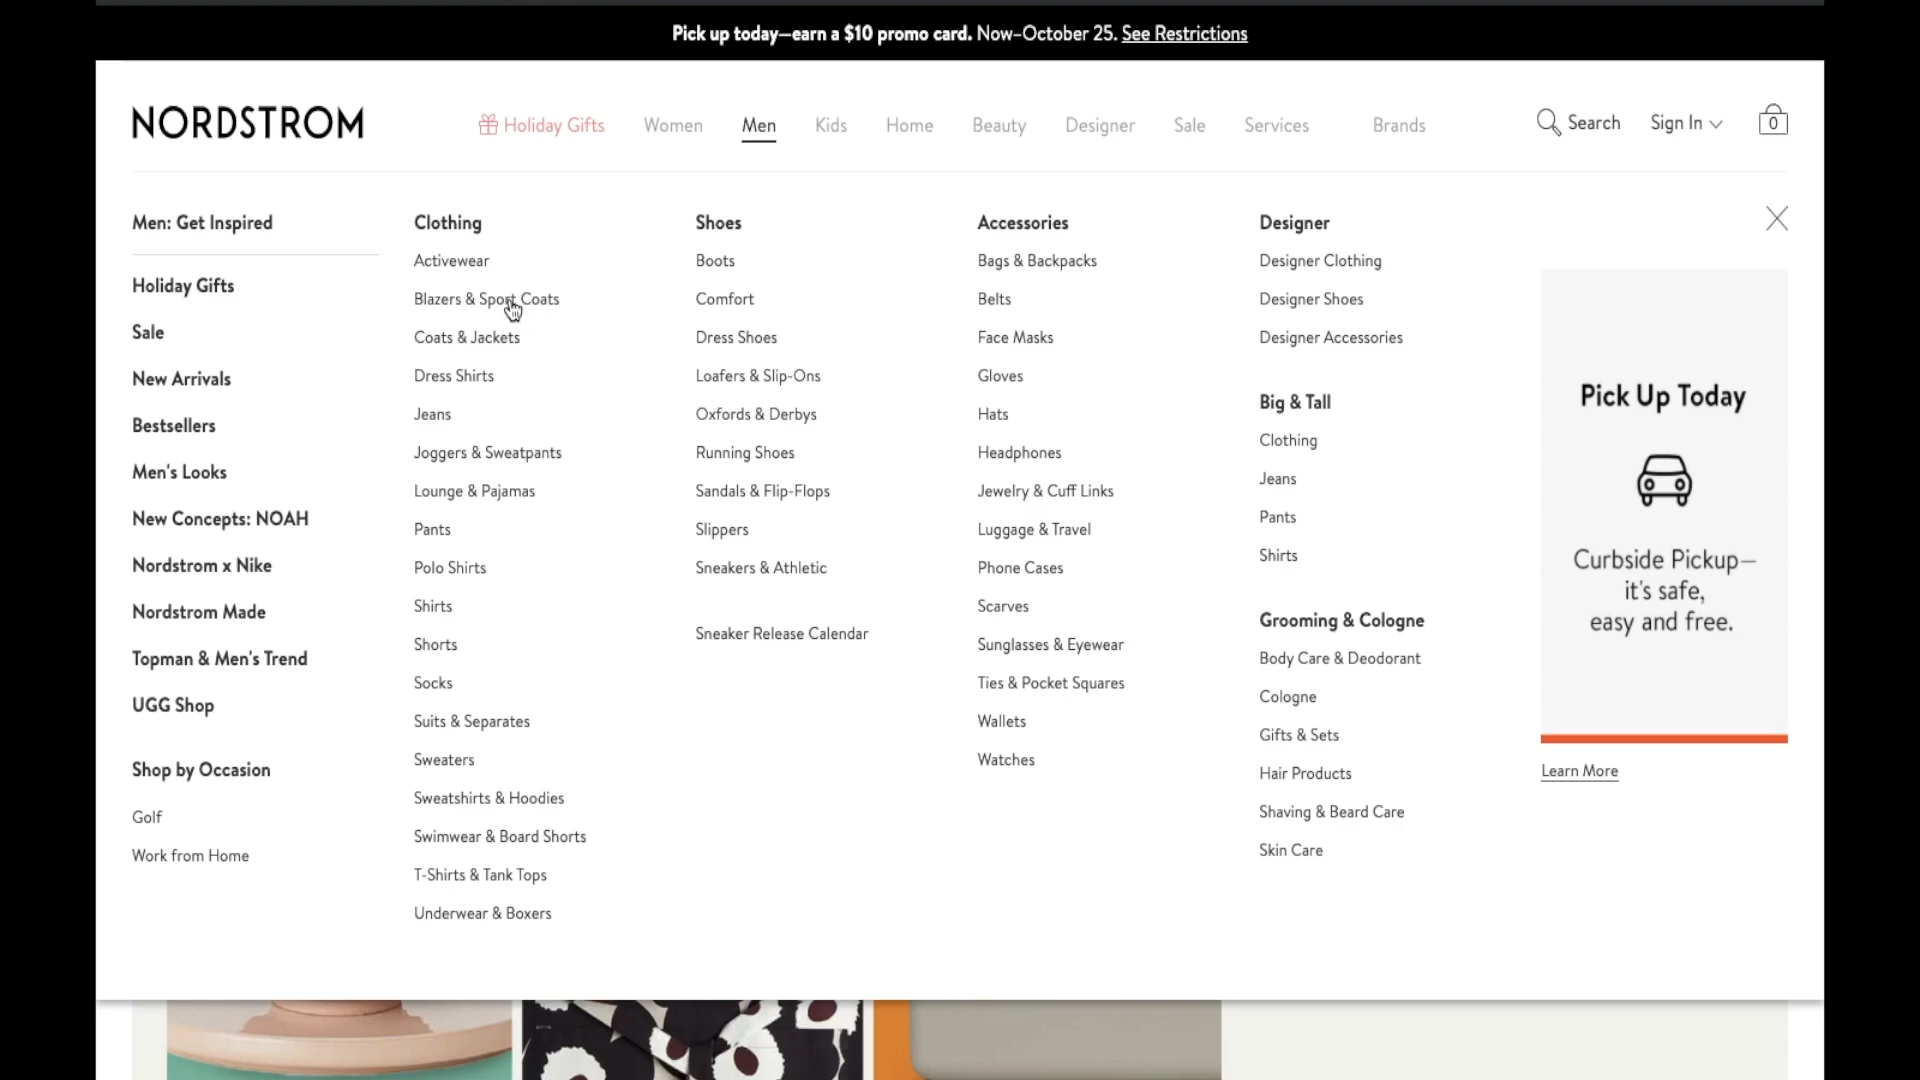 Pick up today—earn a $10 promo card. Now–October 25. See Restrictions
NORDSTROM
Holiday Gifts
Women
Men
Kids
Home
Beauty
Designer
Sale
Services
Brands
Search
Sign In
0
Men: Get Inspired
Holiday Gifts
Sale
New Arrivals
Bestsellers
Men's Looks
New Concepts: NOAH
Nordstrom x Nike
Nordstrom Made
Topman & Men's Trend
UGG Shop
Shop by Occasion
Golf
Work from Home
Clothing
Activewear
Blazers & Sport Coats
Coats & Jackets
Dress Shirts
Jeans
Joggers & Sweatpants
Lounge & Pajamas
Pants
Polo Shirts
Shirts
Shorts
Socks
Suits & Separates
Sweaters
Sweatshirts & Hoodies
Swimwear & Board Shorts
T-Shirts & Tank Tops
Underwear & Boxers
Shoes
Boots
Comfort
Dress Shoes
Loafers & Slip-Ons
Oxfords & Derbys
Running Shoes
Sandals & Flip-Flops
Slippers
Sneakers & Athletic
Sneaker Release Calendar
Accessories
Bags & Backpacks
Belts
Face Masks
Gloves
Hats
Headphones
Jewelry & Cuff Links
Luggage & Travel
Phone Cases
Scarves
Sunglasses & Eyewear
Ties & Pocket Squares
Wallets
Watches
Designer
Designer Clothing
Designer Shoes
Designer Accessories
Big & Tall
Clothing
Jeans
Pants
Shirts
Grooming & Cologne
Body Care & Deodorant
Cologne
Gifts & Sets
Hair Products
Shaving & Beard Care
Skin Care
Pick Up Today
Curbside Pickup—
it's safe,
easy and free.
Learn More